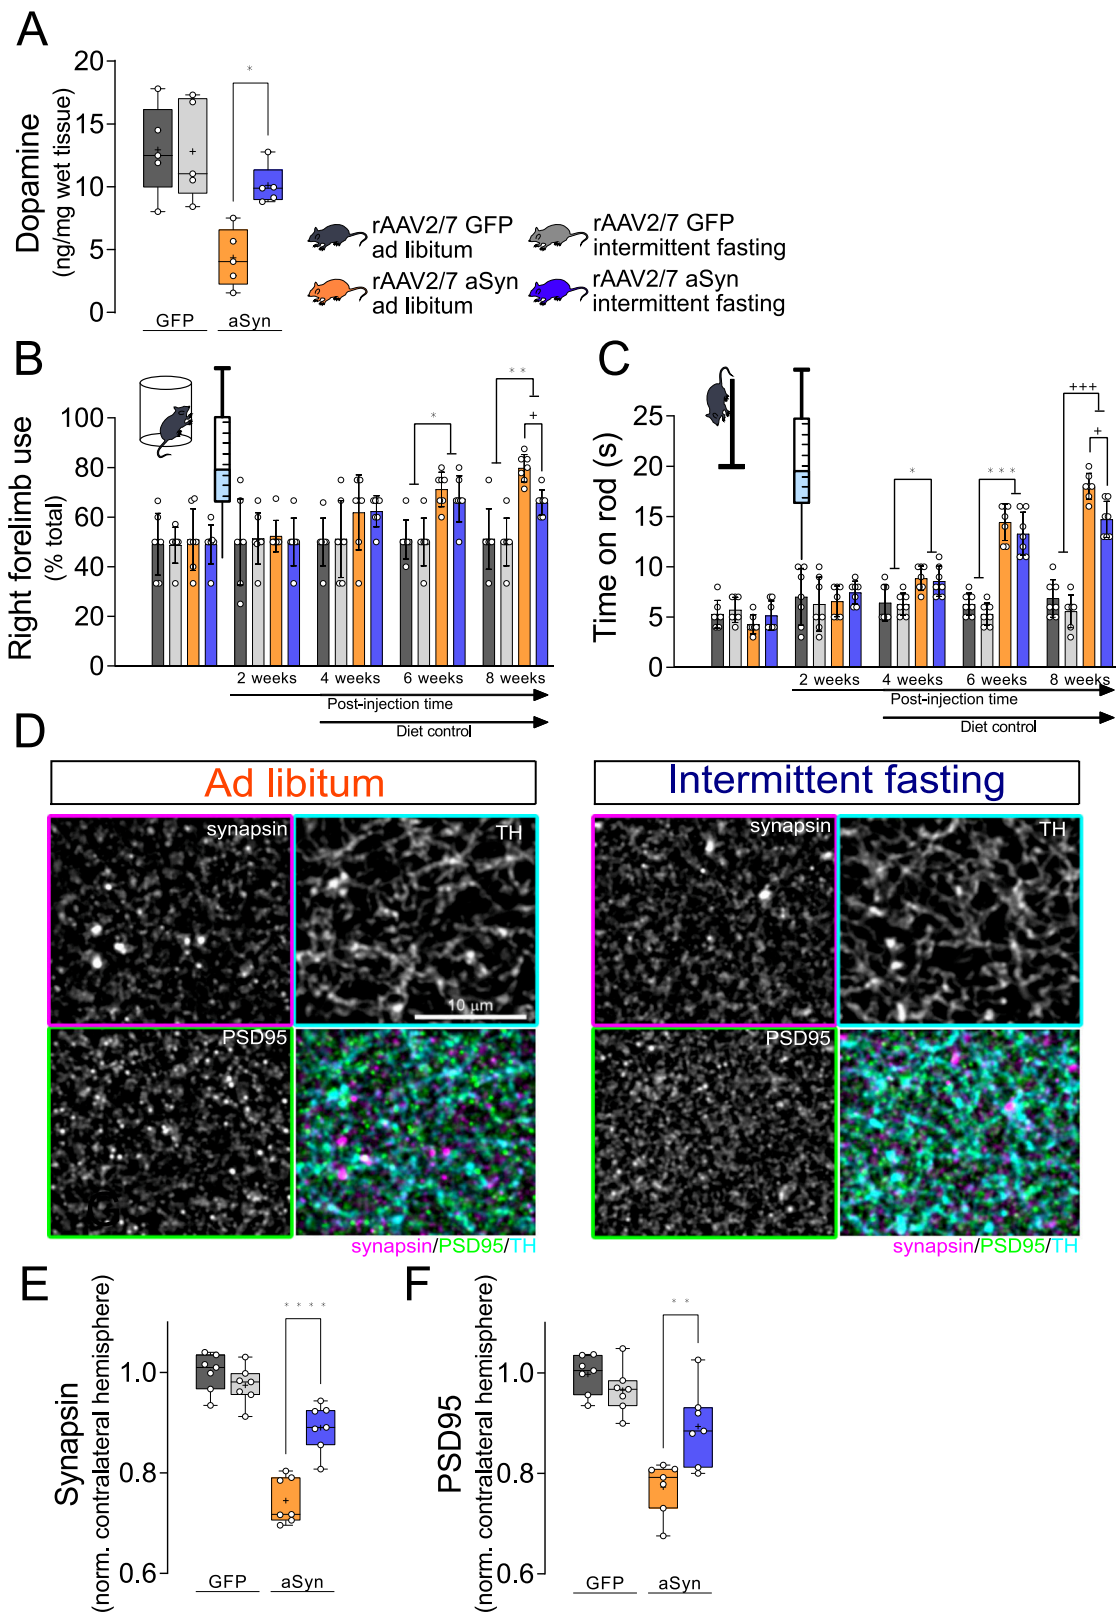 A
Dopamine
(ng/mg wet tissue)
20
15
10
5
0
*
GFP
aSyn
rAAV2/7 GFP
ad libitum
rAAV2/7 GFP
intermittent fasting
rAAV2/7 aSyn
ad libitum
rAAV2/7 aSyn
intermittent fasting
B
Right forelimb use
(% total)
100
80
60
40
20
0
*
**
+
2 weeks
4 weeks
6 weeks
8 weeks
Post-injection time
Diet control
C
Time on rod (s)
25
20
15
10
5
0
*
***
+++
+
2 weeks
4 weeks
6 weeks
8 weeks
Post-injection time
Diet control
D
Ad libitum
Intermittent fasting
synapsin
TH
10 µm
PSD95
synapsin/PSD95/TH
synapsin
TH
PSD95
synapsin/PSD95/TH
E
Synapsin
(norm. contralateral hemisphere)
1.0
0.8
0.6
****
GFP
aSyn
F
PSD95
(norm. contralateral hemisphere)
1.0
0.8
0.6
**
GFP
aSyn